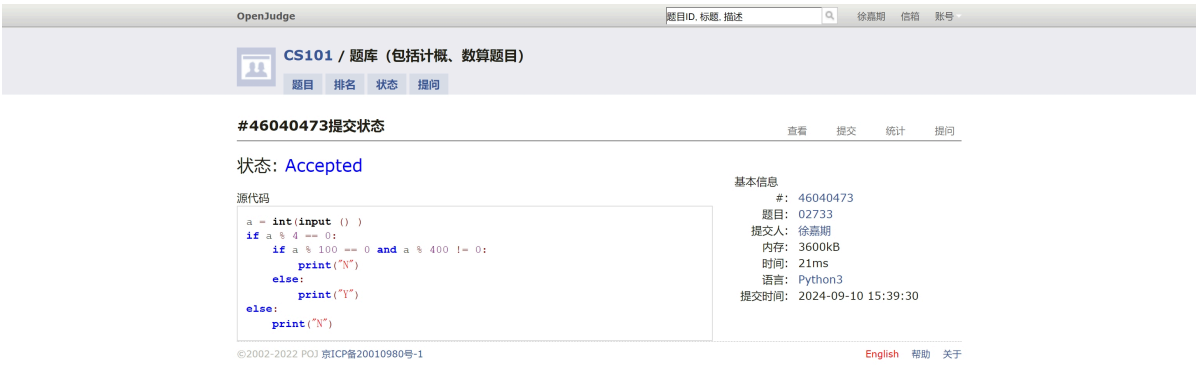 OpenJudge
题目ID, 标题, 描述
徐嘉期 信箱 账号
CS101 / 题库（包括计概、数算题目）
题目 排名 状态 提问
#46040473提交状态
查看 提交 统计 提问
状态: Accepted
源代码
a = int(input () )
if a % 4 == 0:
    if a % 100 == 0 and a % 400 != 0:
        print("N")
    else:
        print("Y")
else:
    print("N")
基本信息
#: 46040473
题目: 02733
提交人: 徐嘉期
内存: 3600kB
时间: 21ms
语言: Python3
提交时间: 2024-09-10 15:39:30
©2002-2022 POJ 京ICP备20010980号-1
English 帮助 关于